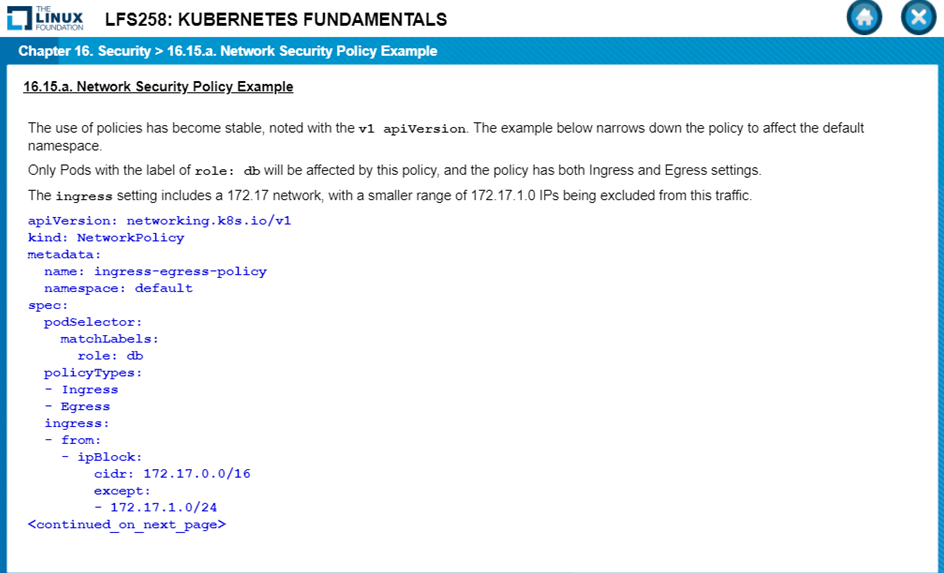 THE
LINUX
FOUNDATION
LFS258: KUBERNETES FUNDAMENTALS
Chapter 16. Security > 16.15.a. Network Security Policy Example
16.15.a. Network Security Policy Example
The use of policies has become stable, noted with the v1 apiVersion. The example below narrows down the policy to affect the default
namespace.
Only Pods with the label of role: db will be affected by this policy, and the policy has both Ingress and Egress settings.
The ingress setting includes a 172.17 network, with a smaller range of 172.17.1.0 IPs being excluded from this traffic.
apiVersion: networking.k8s.io/v1
kind: NetworkPolicy
metadata:
  name: ingress-egress-policy
  namespace: default
spec:
  podSelector:
    matchLabels:
      role: db
  policyTypes:
  - Ingress
  - Egress
  ingress:
  - from:
    - ipBlock:
        cidr: 172.17.0.0/16
        except:
        - 172.17.1.0/24
<continued_on_next_page>